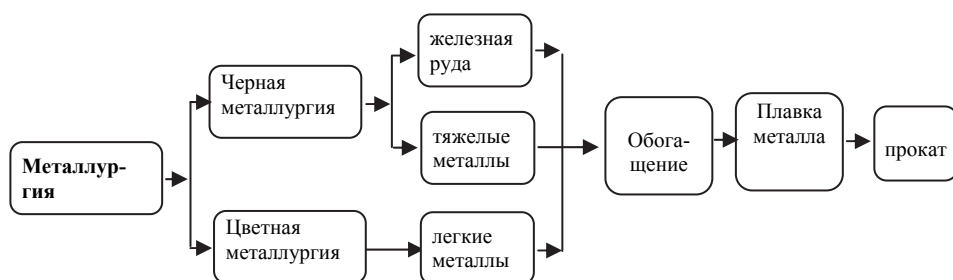 Металлур-
гия
Черная
металлургия
Цветная
металлургия
железная
руда
тяжелые
металлы
легкие
металлы
Обога-
щение
Плавка
металла
прокат